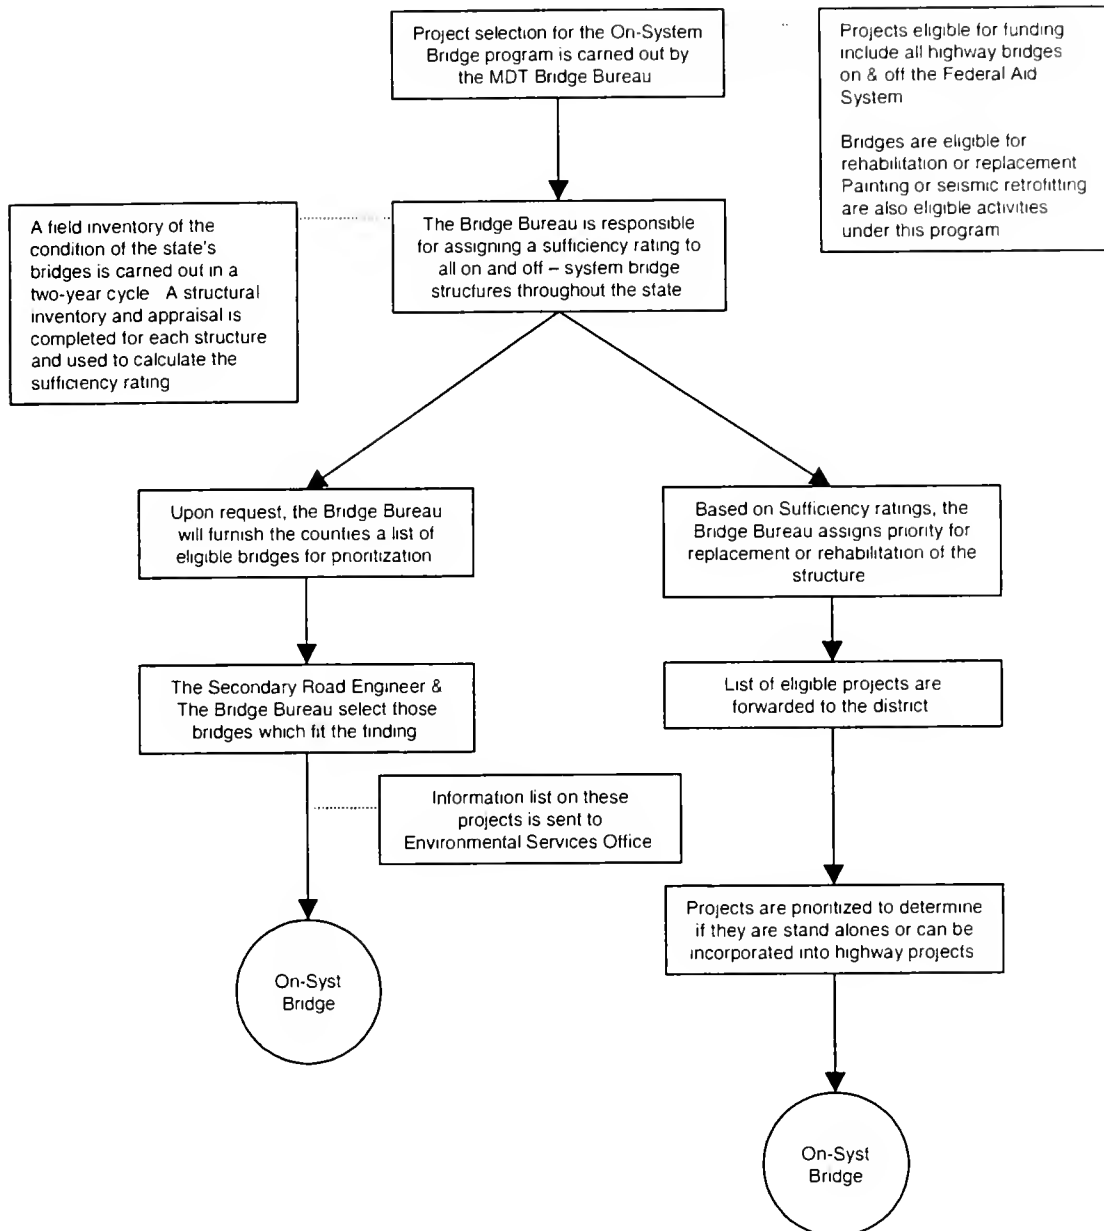 Project selection for the On-System
Bridge program is carried out by
the MDT Bridge Bureau
Projects eligible for funding
include all highway bridges
on & off the Federal Aid
System
Bridges are eligible for
rehabilitation or replacement
Painting or seismic retrofitting
are also eligible activities
under this program
A field inventory of the
condition of the state's
bridges is carried out in a
two-year cycle A structural
inventory and appraisal is
completed for each structure
and used to calculate the
sufficiency rating
The Bridge Bureau is responsible
for assigning a sufficiency rating to
all on and off – system bridge
structures throughout the state
Upon request, the Bridge Bureau
will furnish the counties a list of
eligible bridges for prioritization
Based on Sufficiency ratings, the
Bridge Bureau assigns priority for
replacement or rehabilitation of the
structure
The Secondary Road Engineer &
The Bridge Bureau select those
bridges which fit the finding
List of eligible projects are
forwarded to the district
Information list on these
projects is sent to
Environmental Services Office
Projects are prioritized to determine
if they are stand alones or can be
incorporated into highway projects
On-Syst
Bridge
On-Syst
Bridge